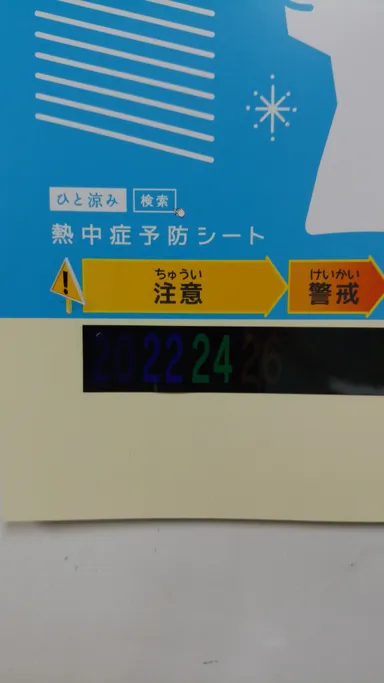 ひと涼み 検索
熱中症予防シート
ちゅうい けいかい
! 注意 警戒
20 22 24 26